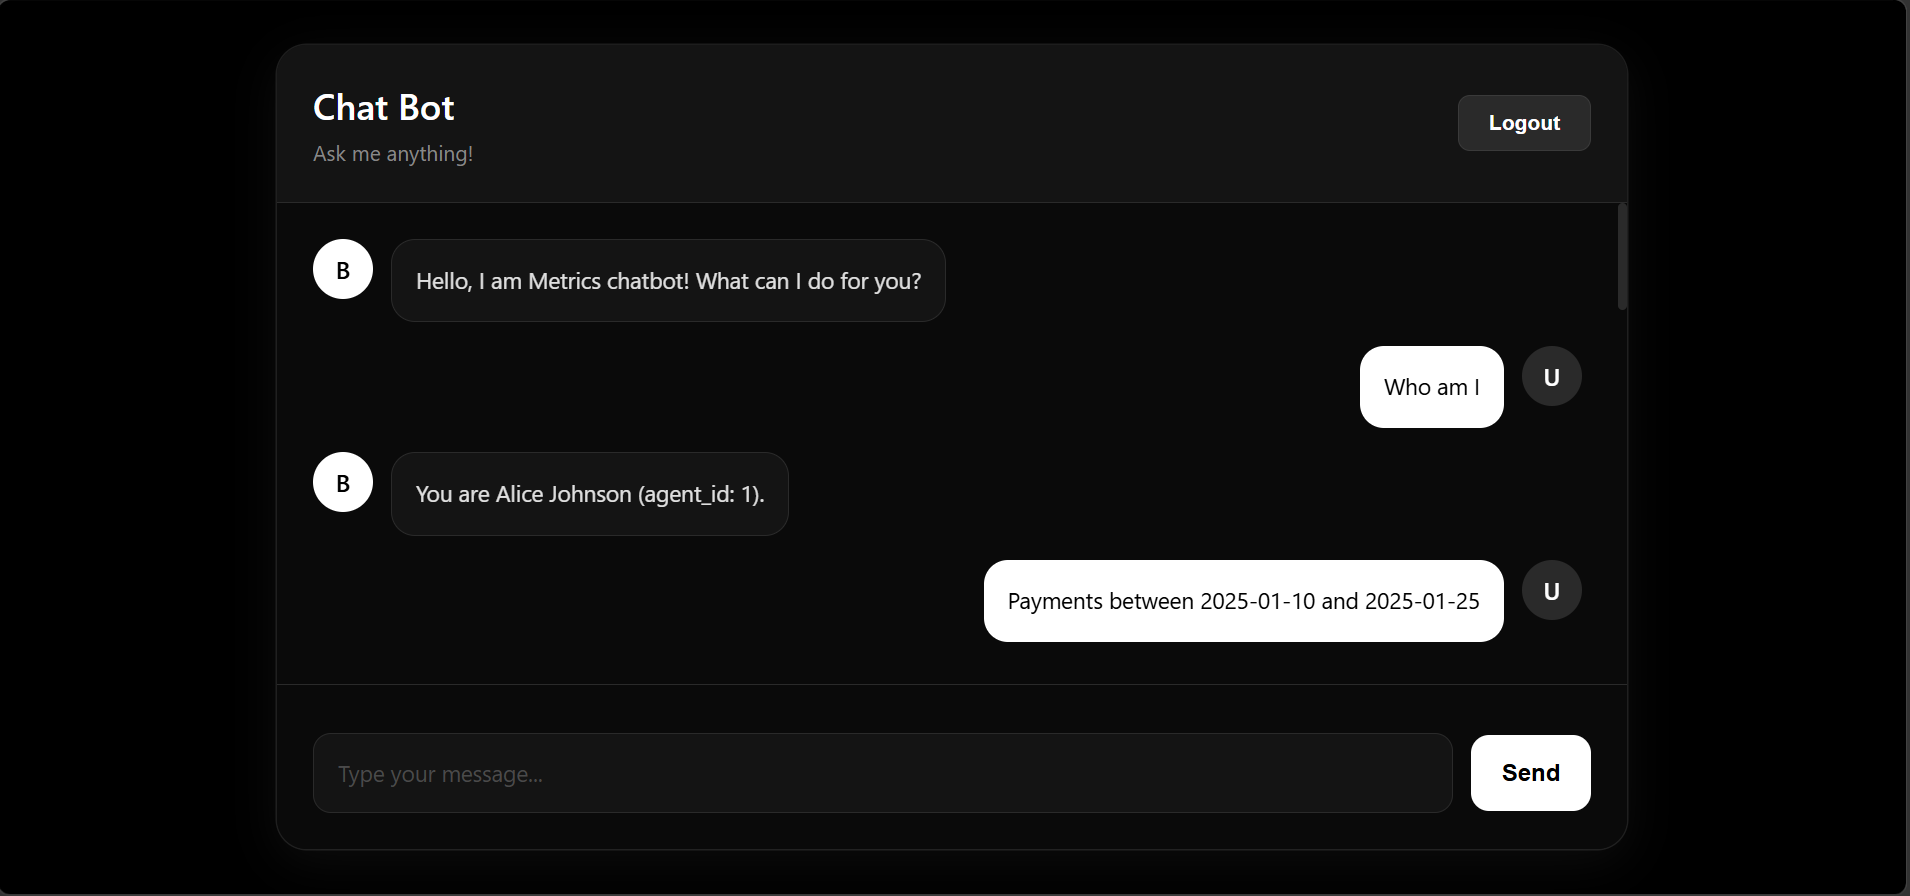 Chat Bot
Ask me anything!
Logout
B
Hello, I am Metrics chatbot! What can I do for you?
Who am I
U
B
You are Alice Johnson (agent_id: 1).
Payments between 2025-01-10 and 2025-01-25
U
Type your message...
Send